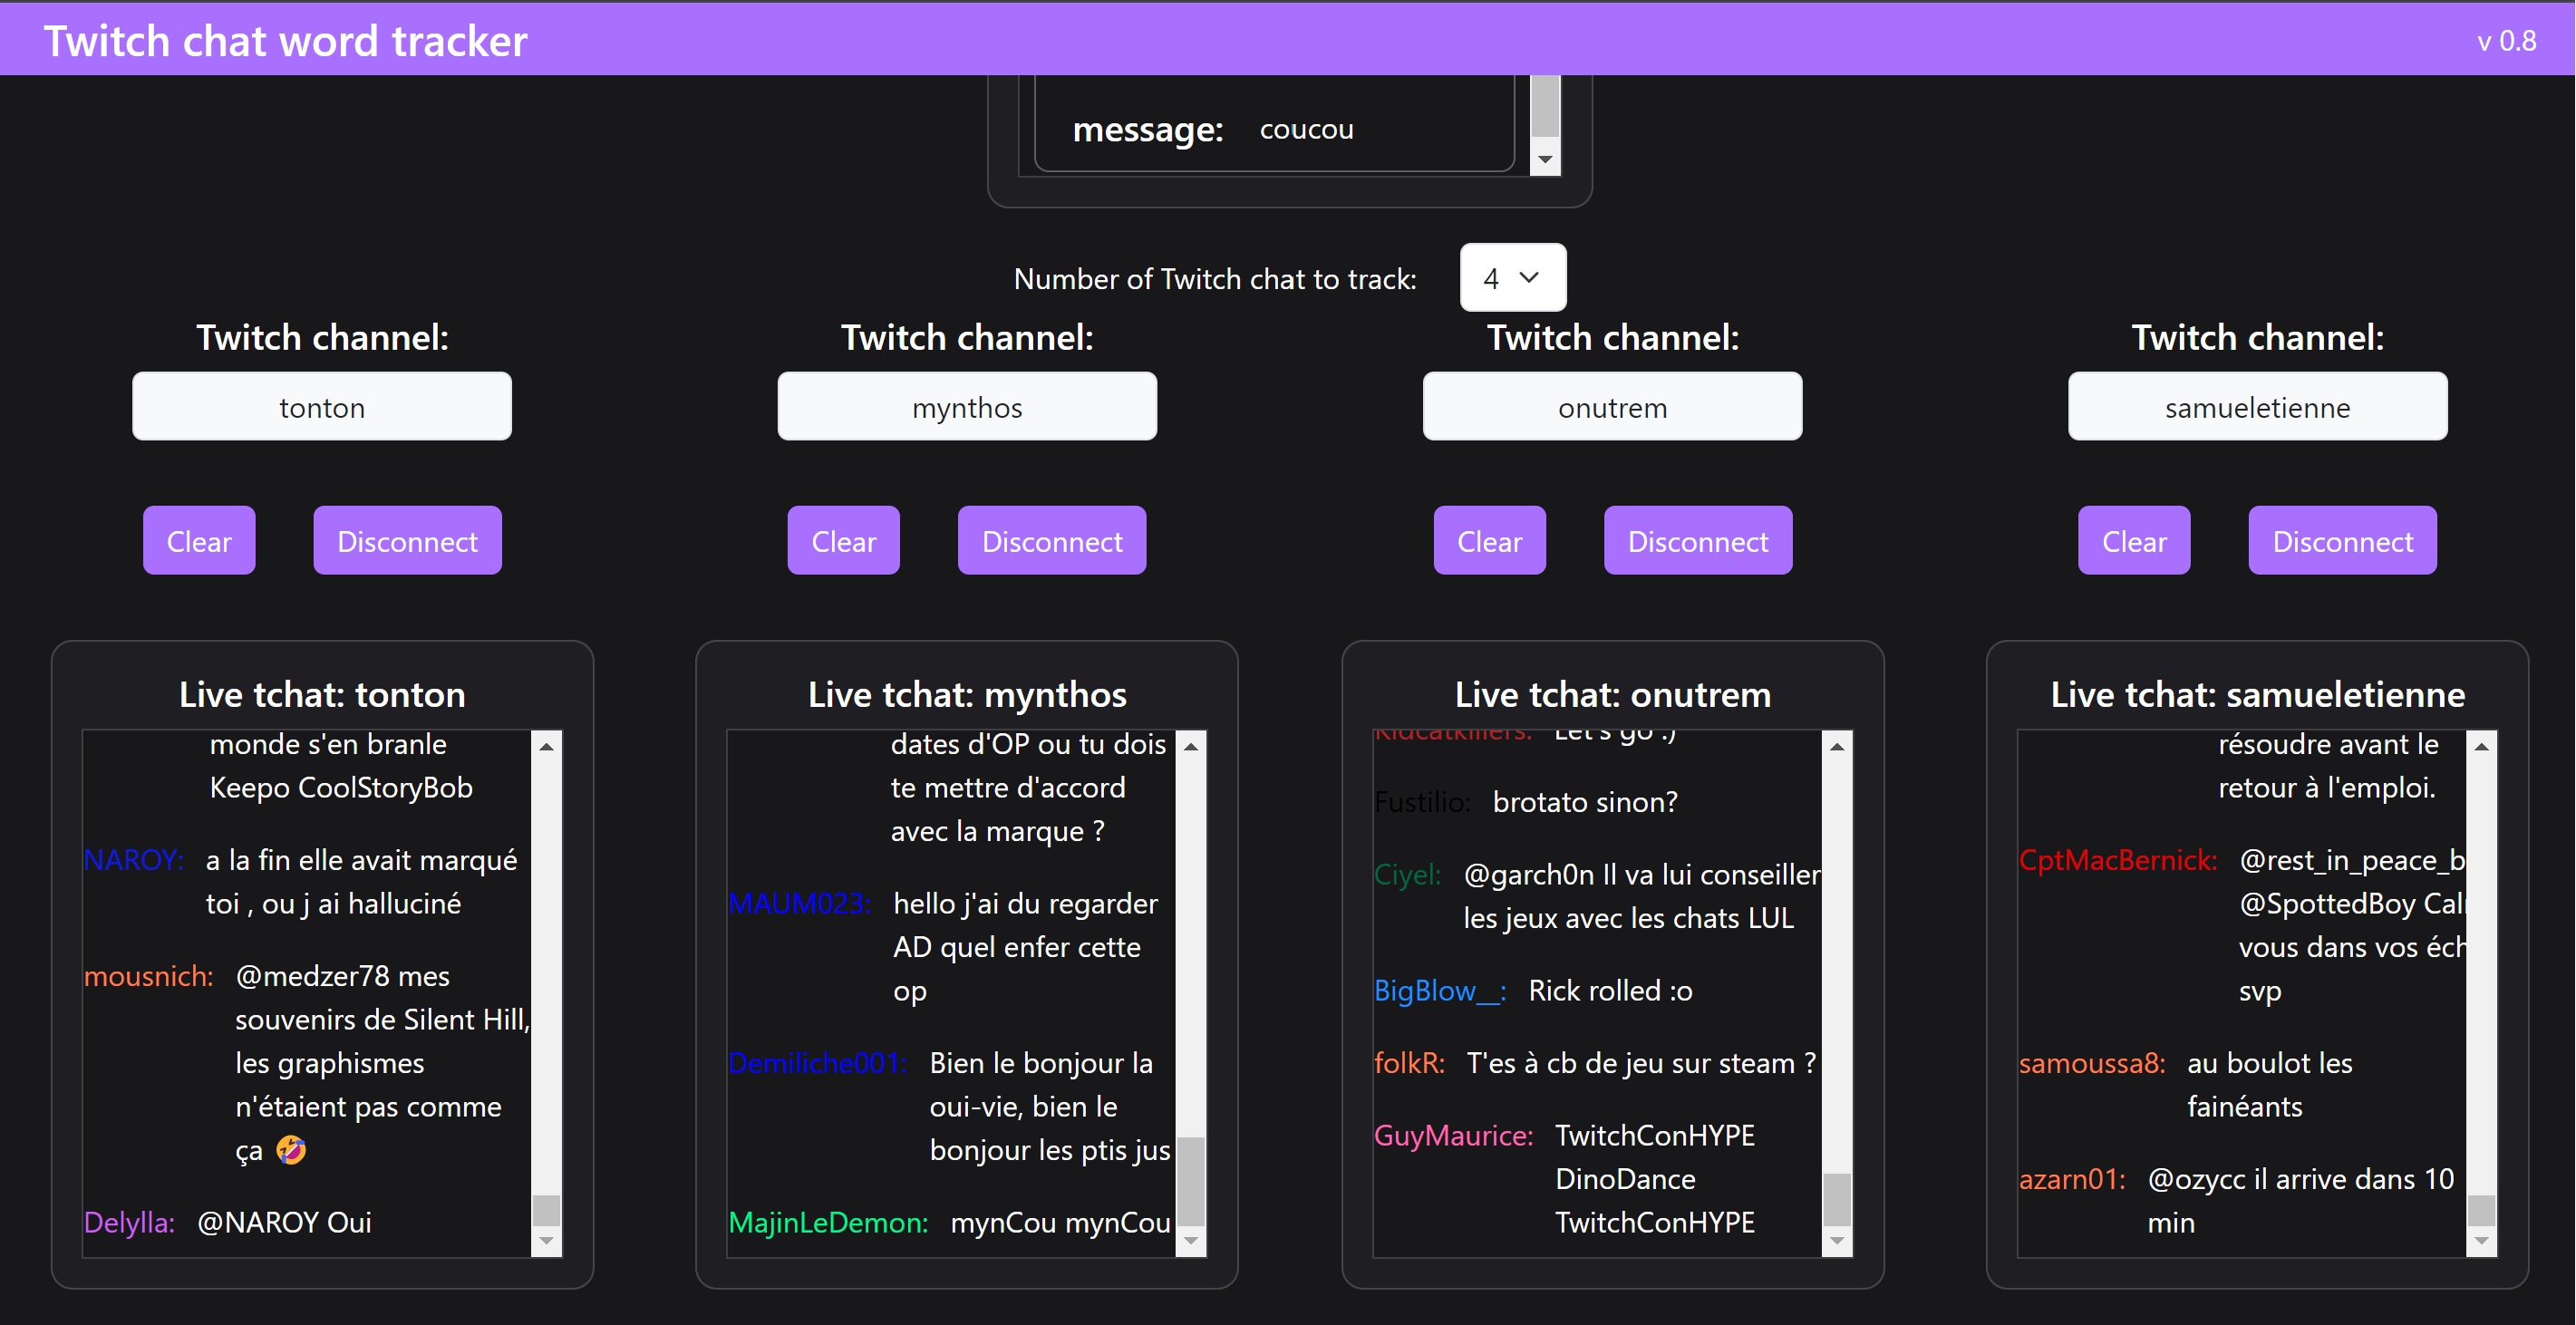 Twitch chat word tracker
v 0.8
message: coucou
Number of Twitch chat to track: 4
Twitch channel:
tonton
Clear Disconnect
Live tchat: tonton
monde s'en branle
Keepo CoolStoryBob
NAROY: a la fin elle avait marqué
toi , ou j ai halluciné
mousnich: @medzer78 mes
souvenirs de Silent Hill,
les graphismes
n'étaient pas comme
ça 🤣
Delylla: @NAROY Oui
Twitch channel:
mynthos
Clear Disconnect
Live tchat: mynthos
dates d'OP ou tu dois
te mettre d'accord
avec la marque ?
MAUM023: hello j'ai du regarder
AD quel enfer cette
op
Demiliche001: Bien le bonjour la
oui-vie, bien le
bonjour les ptis jus
MajinLeDemon: mynCou mynCou
Twitch channel:
onutrem
Clear Disconnect
Live tchat: onutrem
Kidcatkillers: Let's go :)
Fustilio: brotato sinon?
Ciyel: @garch0n Il va lui conseiller
les jeux avec les chats LUL
BigBlow__: Rick rolled :o
folkR: T'es à cb de jeu sur steam ?
GuyMaurice: TwitchConHYPE
DinoDance
TwitchConHYPE
Twitch channel:
samueletienne
Clear Disconnect
Live tchat: samueletienne
résoudre avant le
retour à l'emploi.
CptMacBernick: @rest_in_peace_b
@SpottedBoy Cal
vous dans vos éch
svp
samoussa8: au boulot les
fainéants
azarn01: @ozycc il arrive dans 10
min